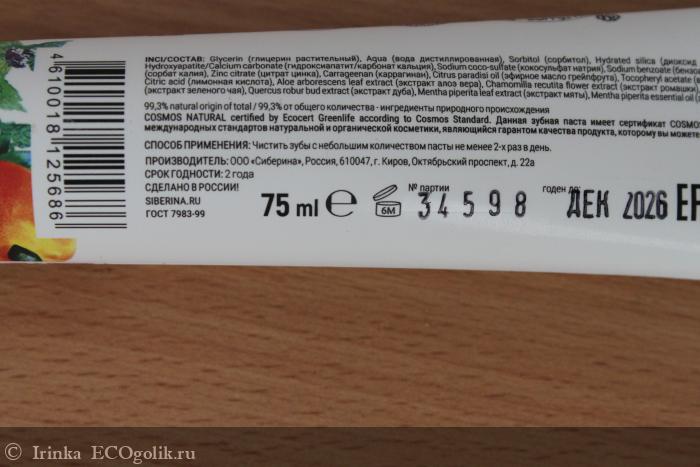 INCI/СОСТАВ: Glycerin (глицерин растительный), Aqua (вода дистиллированная), Sorbitol (сорбитол), Hydrated silica (диоксид
Hydroxyapatite/Calcium carbonate (гидроксиапатит/карбонат кальция), Sodium coco-sulfate (кокосульфат натрия), Sodium benzoate (бензо
(сорбат калия), Zinc citrate (цитрат цинка), Carrageenan (каррагинан), Citrus paradisi oil (эфирное масло грейпфрута), Tocopheryl acetate (в
Citric acid (лимонная кислота), Aloe arborescens leaf extract (экстракт алоэ вера), Chamomilla recutita flower extract (экстракт ромашки
(экстракт зеленого чая), Quercus robur bud extract (экстракт дуба), Mentha piperita leaf extract (экстракт мяты), Mentha piperita essential oil (
99,3% natural origin of total / 99,3% от общего количества - ингредиенты природного происхождения
COSMOS NATURAL certified by Ecocert Greenlife according to Cosmos Standard. Данная зубная паста имеет сертификат COSMO
международных стандартов натуральной и органической косметики, являющийся гарантом качества продукта, которому вы можете
СПОСОБ ПРИМЕНЕНИЯ: Чистить зубы с небольшим количеством пасты не менее 2-х раз в день.
ПРОИЗВОДИТЕЛЬ: ООО «Сиберина», Россия, 610047, г. Киров, Октябрьский проспект, д. 22а
СРОК ГОДНОСТИ: 2 года
СДЕЛАНО В РОССИИ!
SIBERINA.RU
ГОСТ 7983-99
75 ml ℮
6M
№ партии
34598
годен до:
ДЕК 2026
4610018125686
© Irinka ECOgolik.ru